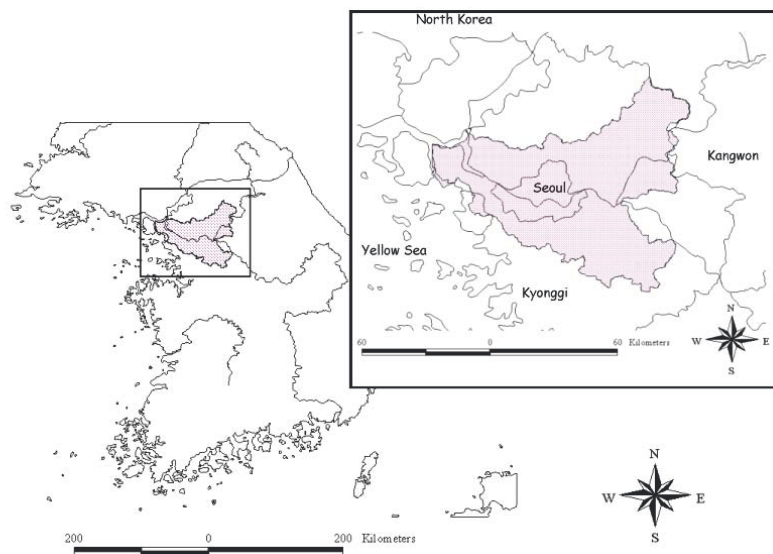 North Korea
Kangwon
Seoul
Yellow Sea
Kyonggi
60 0 60 Kilometers
N
W E
S
N
W E
S
200 0 200 Kilometers